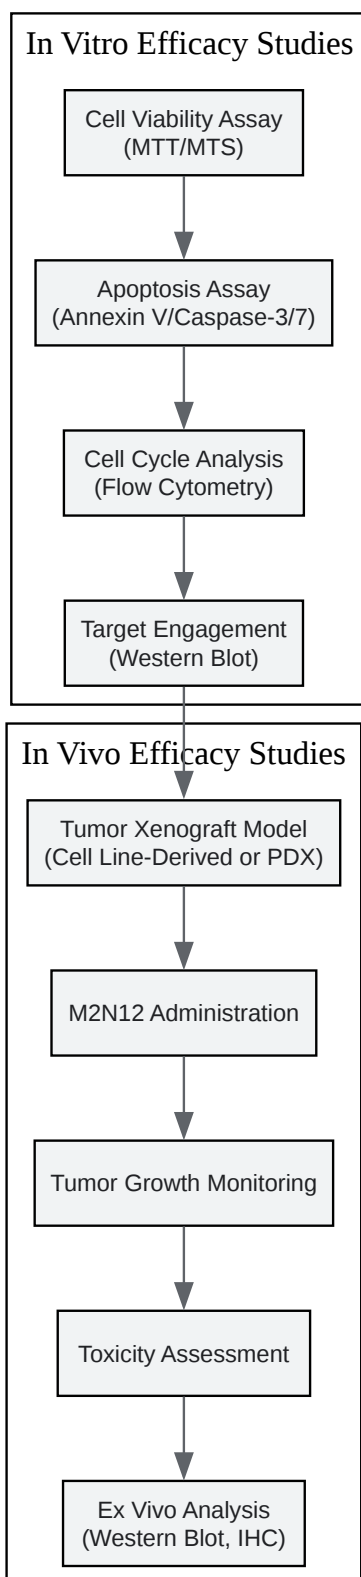 In Vitro Efficacy Studies
Cell Viability Assay
(MTT/MTS)
Apoptosis Assay
(Annexin V/Caspase-3/7)
Cell Cycle Analysis
(Flow Cytometry)
Target Engagement
(Western Blot)
In Vivo Efficacy Studies
Tumor Xenograft Model
(Cell Line-Derived or PDX)
M2N12 Administration
Tumor Growth Monitoring
Toxicity Assessment
Ex Vivo Analysis
(Western Blot, IHC)